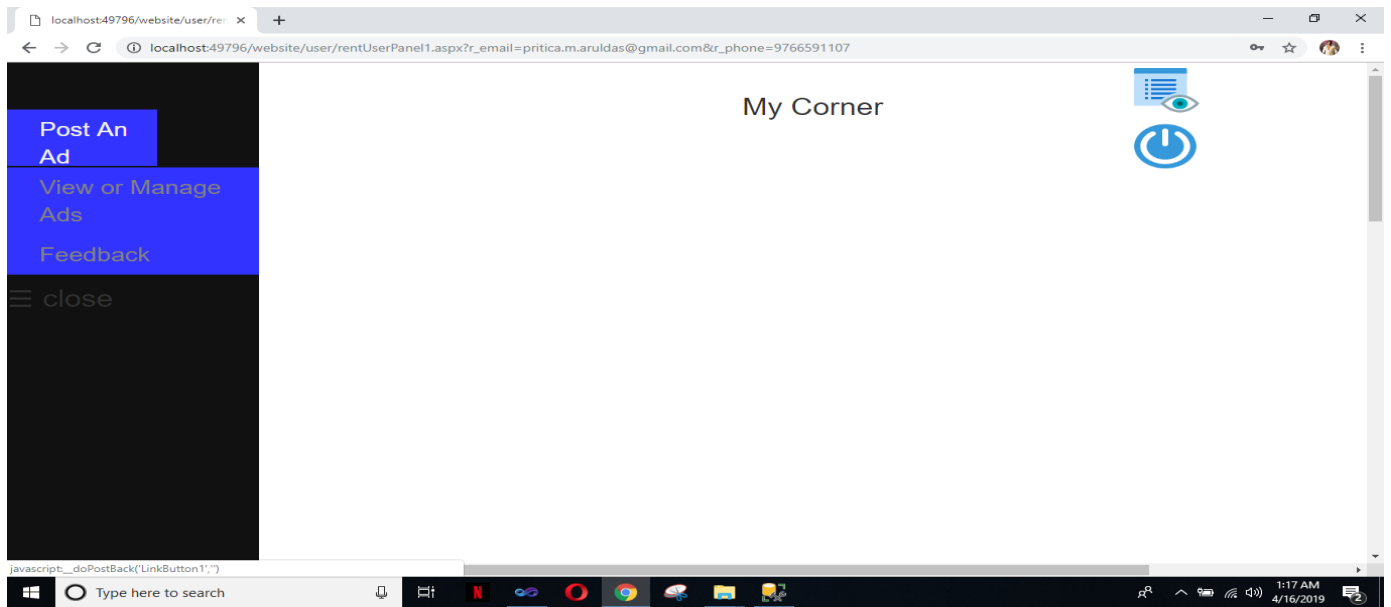 localhost:49796/website/user/ren
localhost:49796/website/user/rentUserPanel1.aspx?r_email=pritica.m.aruldas@gmail.com&r_phone=9766591107
My Corner
Post An
Ad
View or Manage
Ads
Feedback
☰ close
javascript:__doPostBack('LinkButton1','')
Type here to search
N
1:17 AM
4/16/2019
2